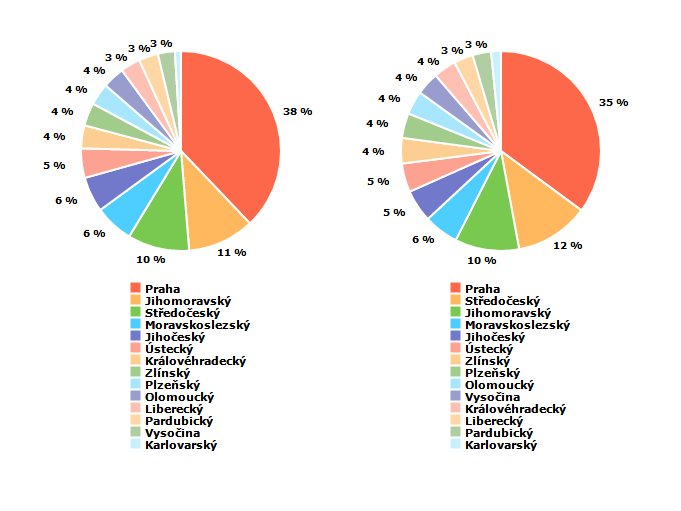 38 %
11 %
10 %
6 %
6 %
5 %
4 %
4 %
4 %
4 %
3 %
3 %
3 %
Praha
Jihomoravský
Středočeský
Moravskoslezský
Jihočeský
Ústecký
Královéhradecký
Zlínský
Plzeňský
Olomoucký
Liberecký
Pardubický
Vysočina
Karlovarský
35 %
12 %
10 %
6 %
5 %
5 %
4 %
4 %
4 %
4 %
4 %
3 %
3 %
Praha
Středočeský
Jihomoravský
Moravskoslezský
Jihočeský
Ústecký
Zlínský
Plzeňský
Olomoucký
Vysočina
Královéhradecký
Liberecký
Pardubický
Karlovarský